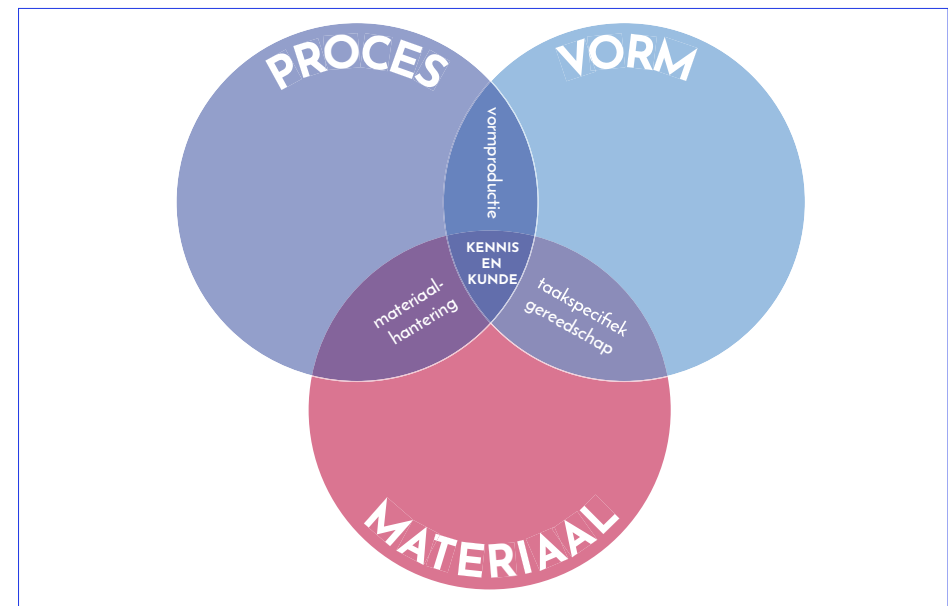 PROCES
VORM
vormproductie
KENNIS
EN
KUNDE
materiaal-
hantering
taakspecifiek
gereedschap
MATERIAAL